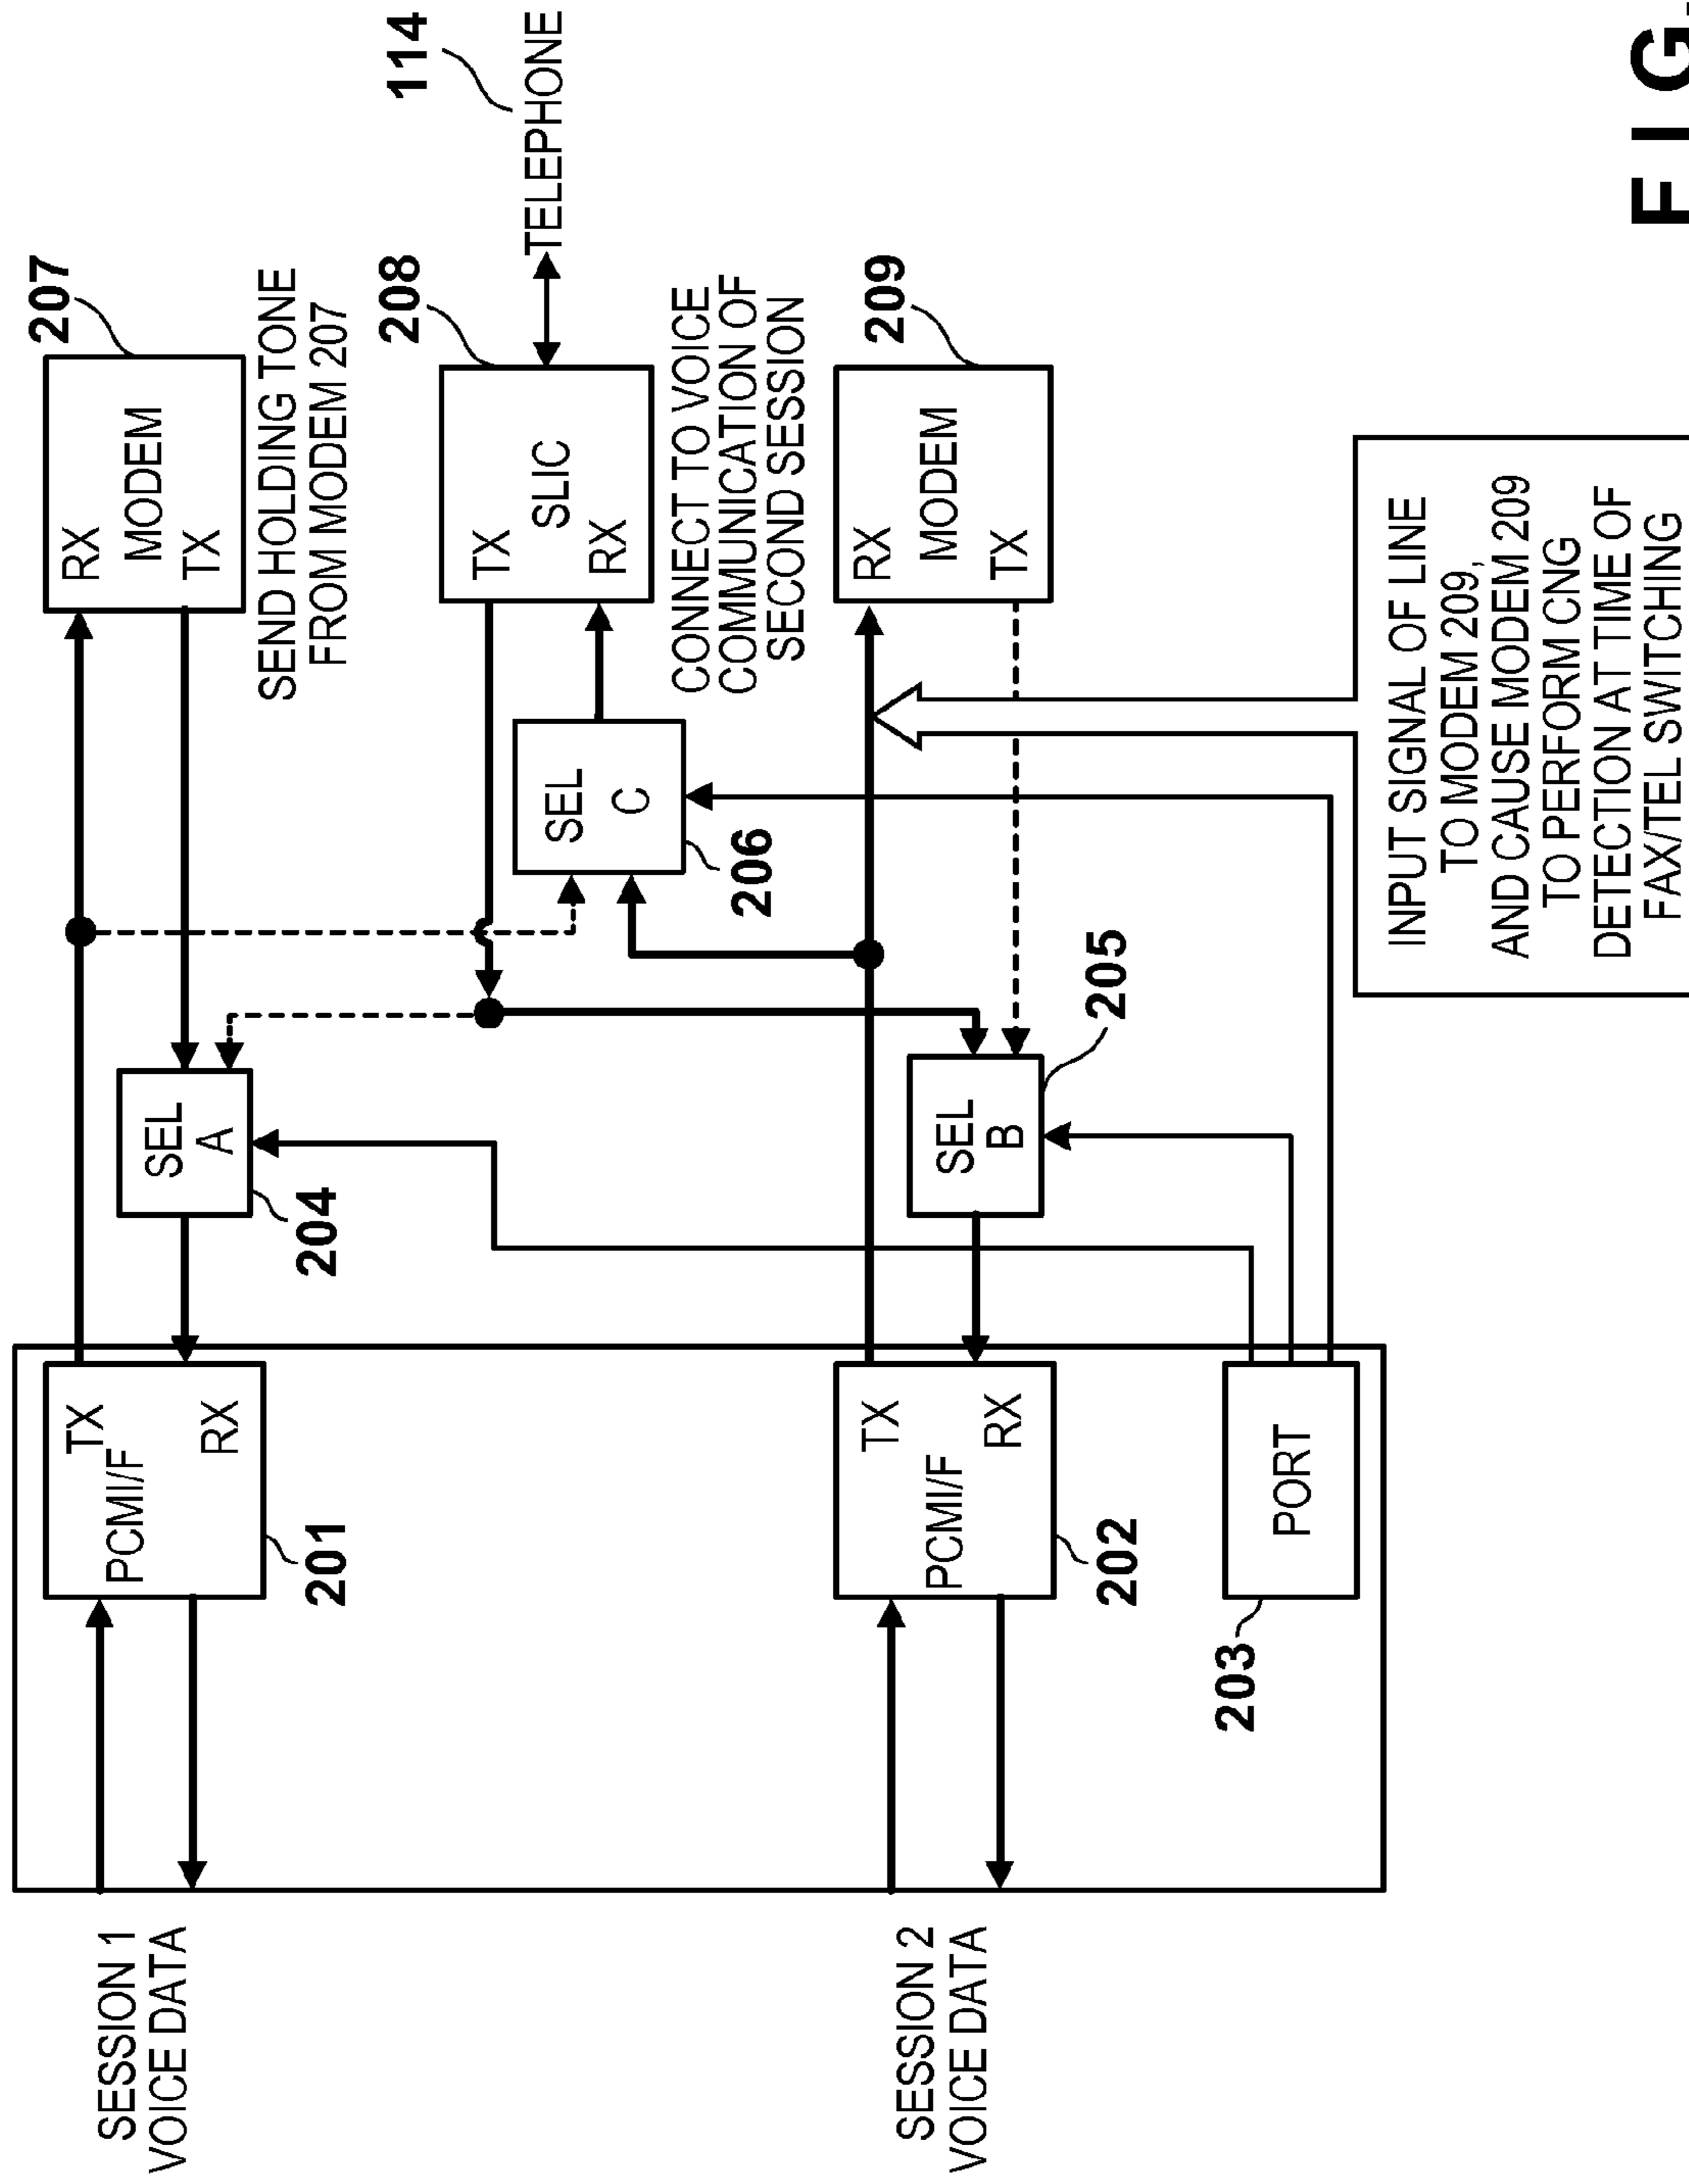 SESSION 1
VOICE DATA
TX
PCMI/F
RX
201
SEL
A
204
RX
MODEM
TX
207
SEND HOLDING TONE
FROM MODEM 207
TX
SLIC
RX
208
TELEPHONE
114
SEL
C
206
CONNECT TO VOICE
COMMUNICATION OF
SECOND SESSION
SESSION 2
VOICE DATA
TX
PCMI/F
RX
202
SEL
B
205
RX
MODEM
TX
209
PORT
203
INPUT SIGNAL OF LINE
TO MODEM 209,
AND CAUSE MODEM 209
TO PERFORM CNG
DETECTION AT TIME OF
FAX/TEL SWITCHING
FIG